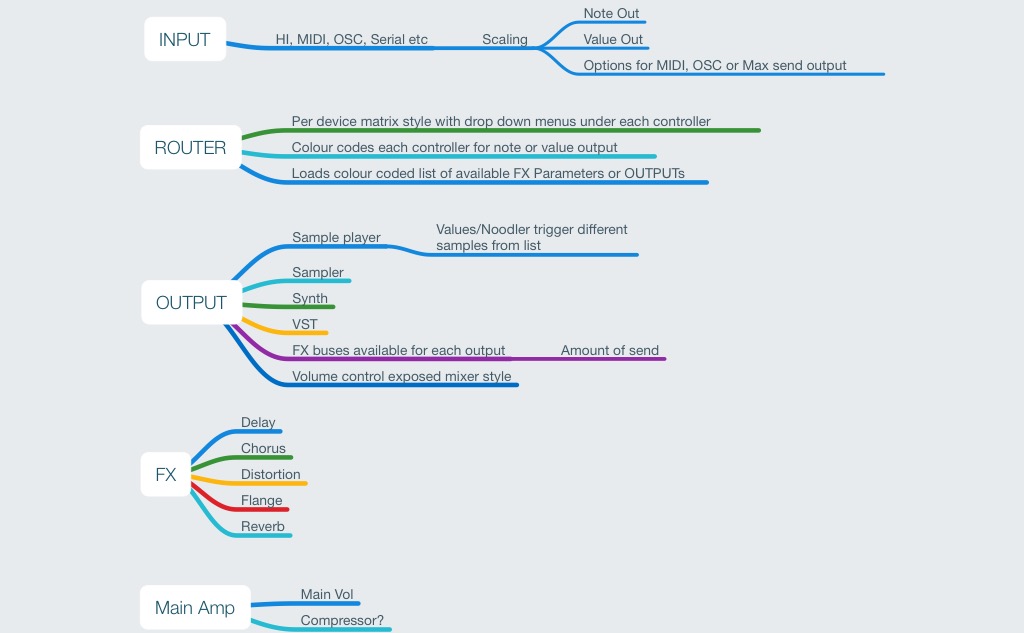 INPUT
HI, MIDI, OSC, Serial etc
Scaling
Note Out
Value Out
Options for MIDI, OSC or Max send output
ROUTER
Per device matrix style with drop down menus under each controller
Colour codes each controller for note or value output
Loads colour coded list of available FX Parameters or OUTPUTs
OUTPUT
Sample player
Values/Noodler trigger different
samples from list
Sampler
Synth
VST
FX buses available for each output
Amount of send
Volume control exposed mixer style
FX
Delay
Chorus
Distortion
Flange
Reverb
Main Amp
Main Vol
Compressor?